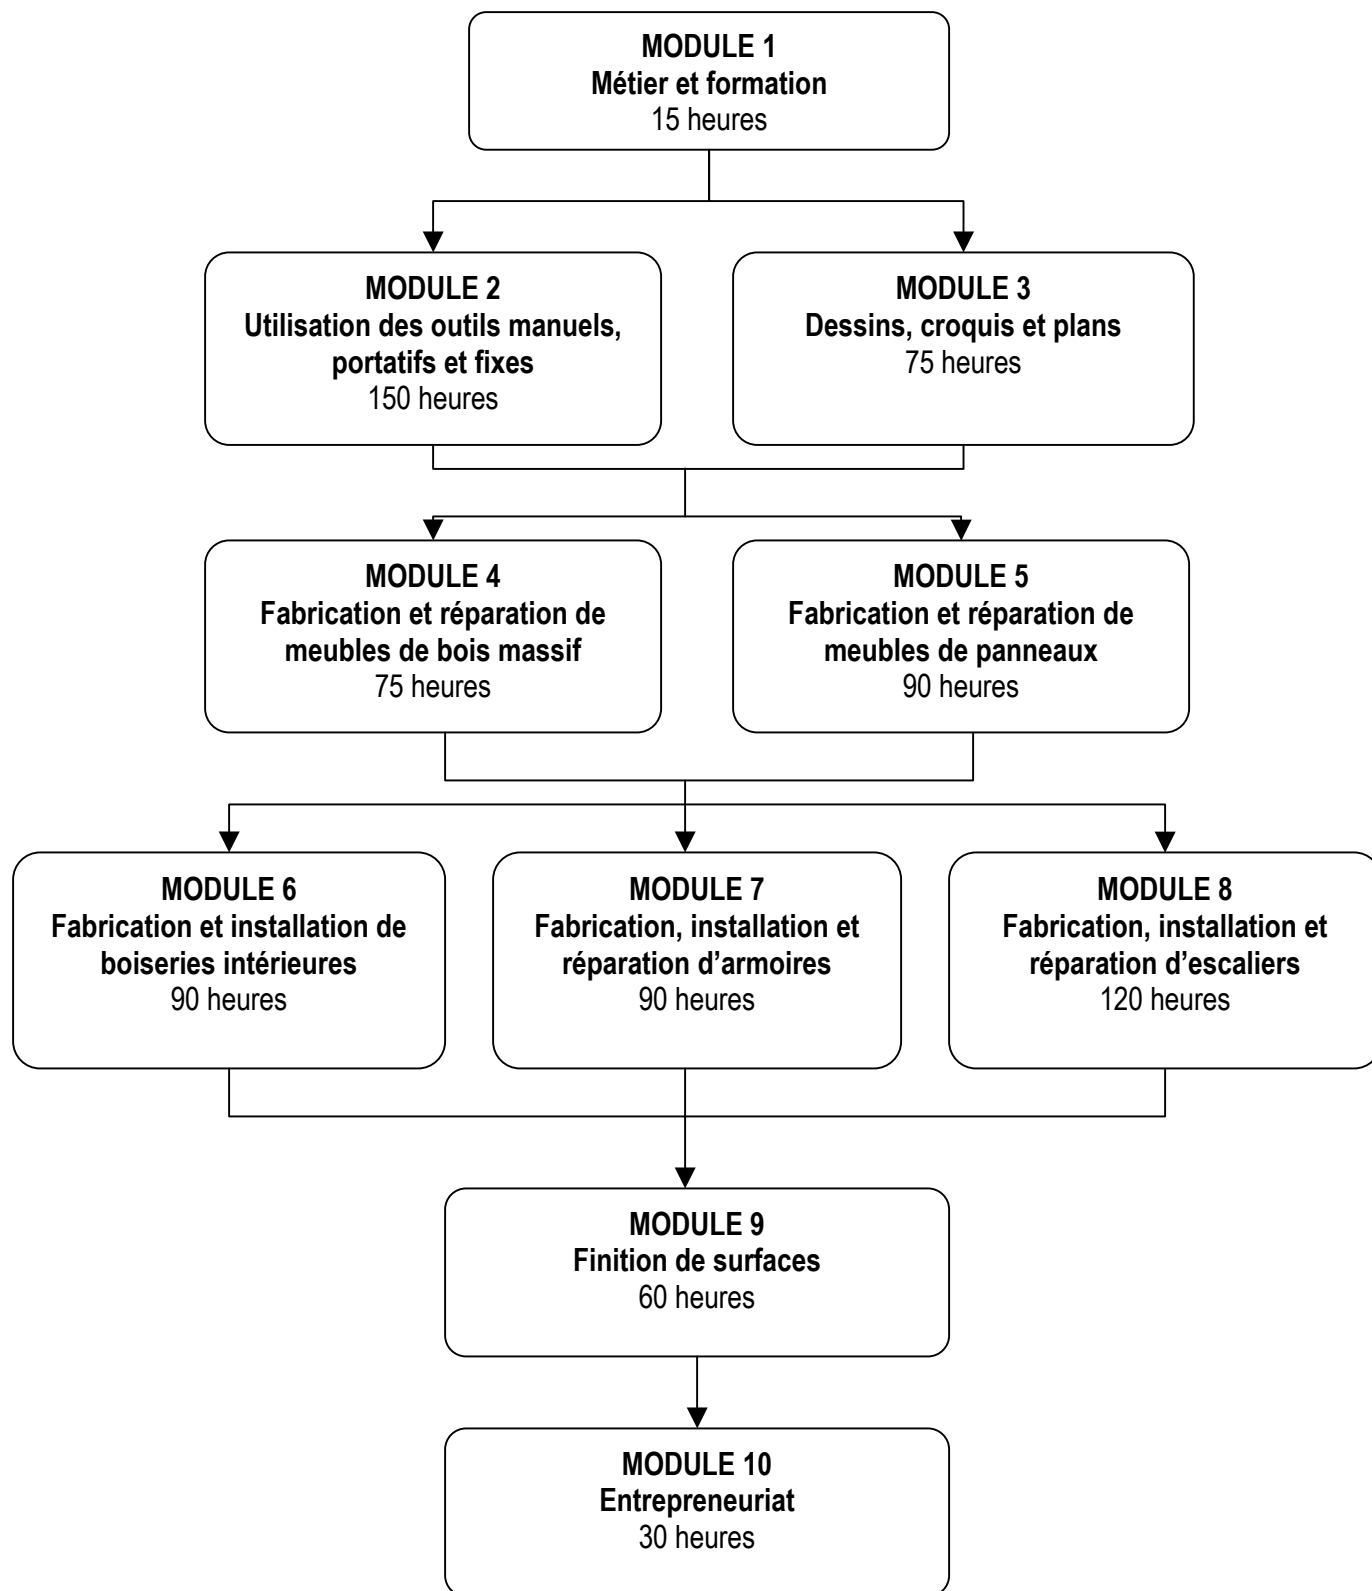 MODULE 1
Métier et formation
15 heures
MODULE 2
Utilisation des outils manuels,
portatifs et fixes
150 heures
MODULE 3
Dessins, croquis et plans
75 heures
MODULE 4
Fabrication et réparation de
meubles de bois massif
75 heures
MODULE 5
Fabrication et réparation de
meubles de panneaux
90 heures
MODULE 6
Fabrication et installation de
boiseries intérieures
90 heures
MODULE 7
Fabrication, installation et
réparation d’armoires
90 heures
MODULE 8
Fabrication, installation et
réparation d’escaliers
120 heures
MODULE 9
Finition de surfaces
60 heures
MODULE 10
Entrepreneuriat
30 heures